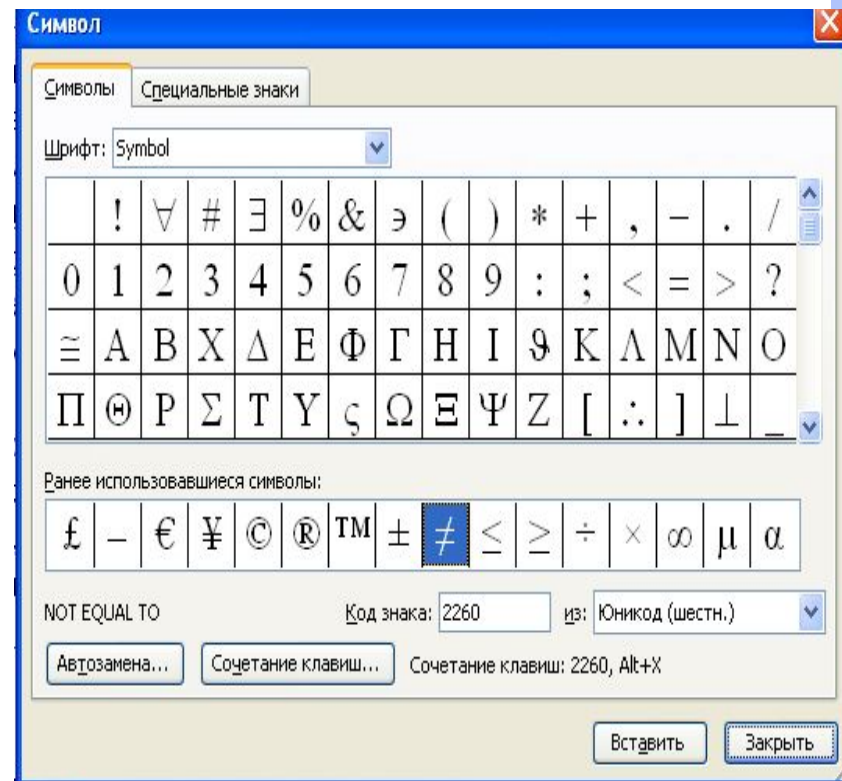 Символ
Символы Специальные знаки
Шрифт: Symbol
! ∀ # ∃ % & ∍ ( ) * + , − . /
0 1 2 3 4 5 6 7 8 9 : ; < = > ?
≅ Α Β Χ Δ Ε Φ Γ Η Ι ϑ Κ Λ Μ Ν Ο
Π Θ Ρ Σ Τ Υ ς Ω Ξ Ψ Ζ [ ∴ ] ⊥ _
Ранее использовавшиеся символы:
£ – € ¥ © ® ™ ± ≠ ≤ ≥ ÷ × ∞ µ α
NOT EQUAL TO Код знака: 2260 из: Юникод (шестн.)
Автозамена... Сочетание клавиш... Сочетание клавиш: 2260, Alt+X
Вставить Закрыть